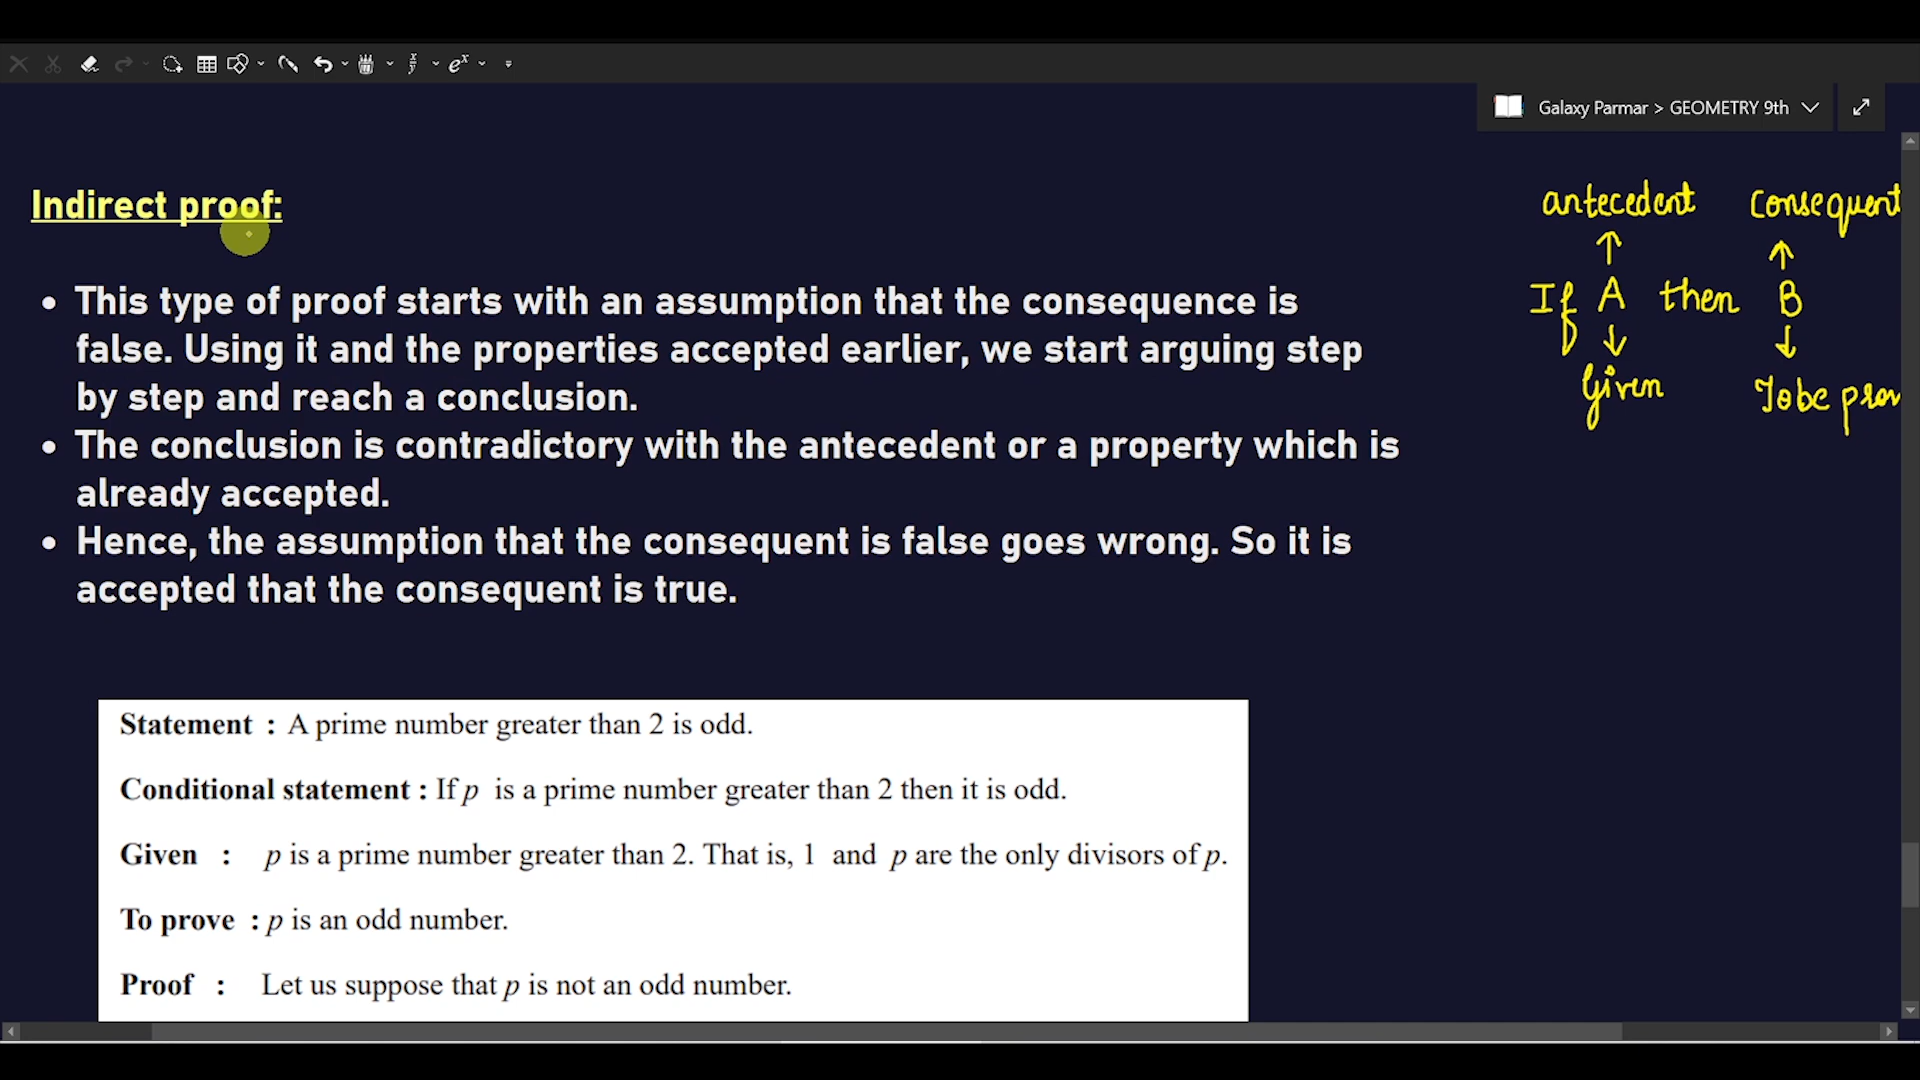 Galaxy Parmar > GEOMETRY 9th
Indirect proof:
• This type of proof starts with an assumption that the consequence is
false. Using it and the properties accepted earlier, we start arguing step
by step and reach a conclusion.
• The conclusion is contradictory with the antecedent or a property which is
already accepted.
• Hence, the assumption that the consequent is false goes wrong. So it is
accepted that the consequent is true.
antecedent consequent
If A then B
Given To be
Statement : A prime number greater than 2 is odd.
Conditional statement : If p is a prime number greater than 2 then it is odd.
Given : p is a prime number greater than 2. That is, 1 and p are the only divisors of p.
To prove : p is an odd number.
Proof : Let us suppose that p is not an odd number.